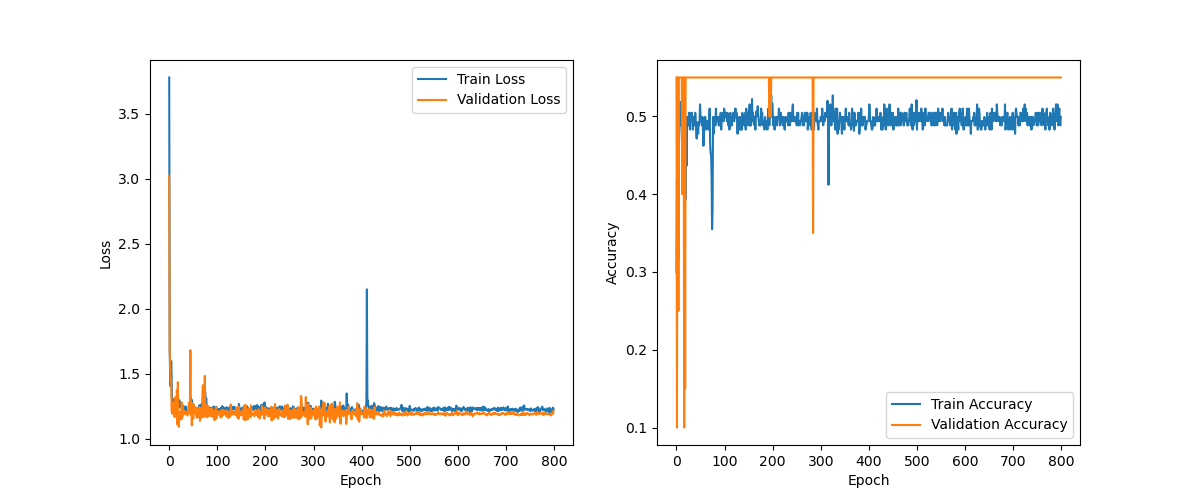 Train Loss
Validation Loss
3.5
3.0
2.5
2.0
1.5
1.0
Loss
0 100 200 300 400 500 600 700 800
Epoch
0.5
0.4
0.3
0.2
0.1
Accuracy
Train Accuracy
Validation Accuracy
0 100 200 300 400 500 600 700 800
Epoch